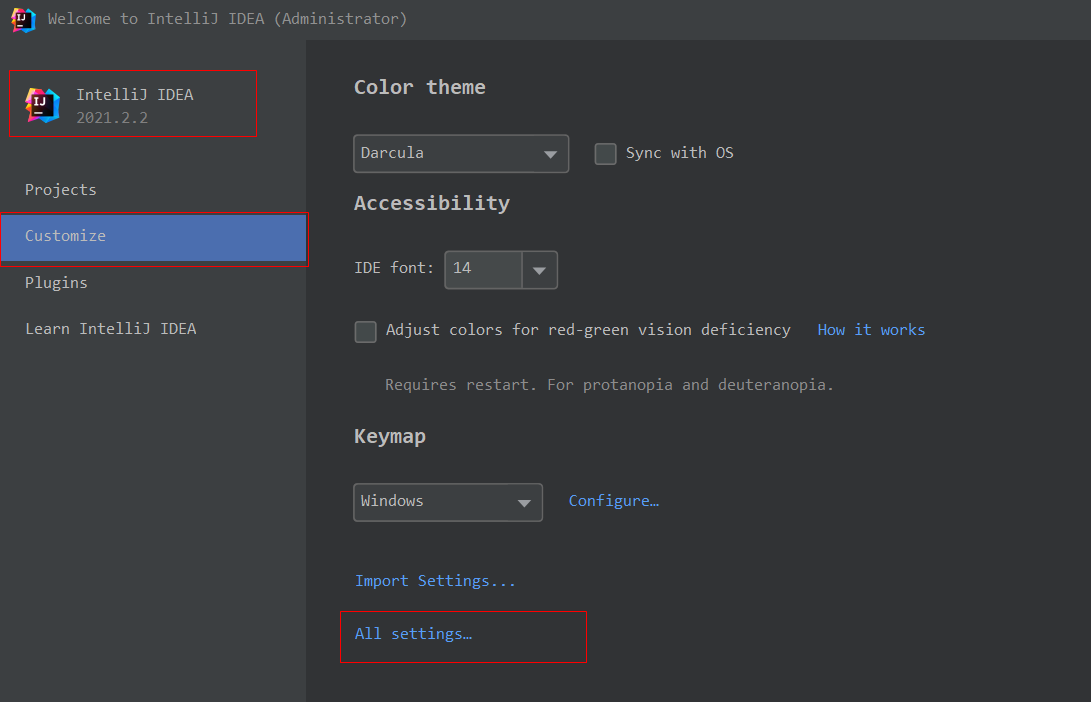 Welcome to IntelliJ IDEA (Administrator)
IJ
IntelliJ IDEA
2021.2.2
Projects
Customize
Plugins
Learn IntelliJ IDEA
Color theme
Darcula
Sync with OS
Accessibility
IDE font: 14
Adjust colors for red-green vision deficiency How it works
Requires restart. For protanopia and deuteranopia.
Keymap
Windows
Configure…
Import Settings...
All settings…